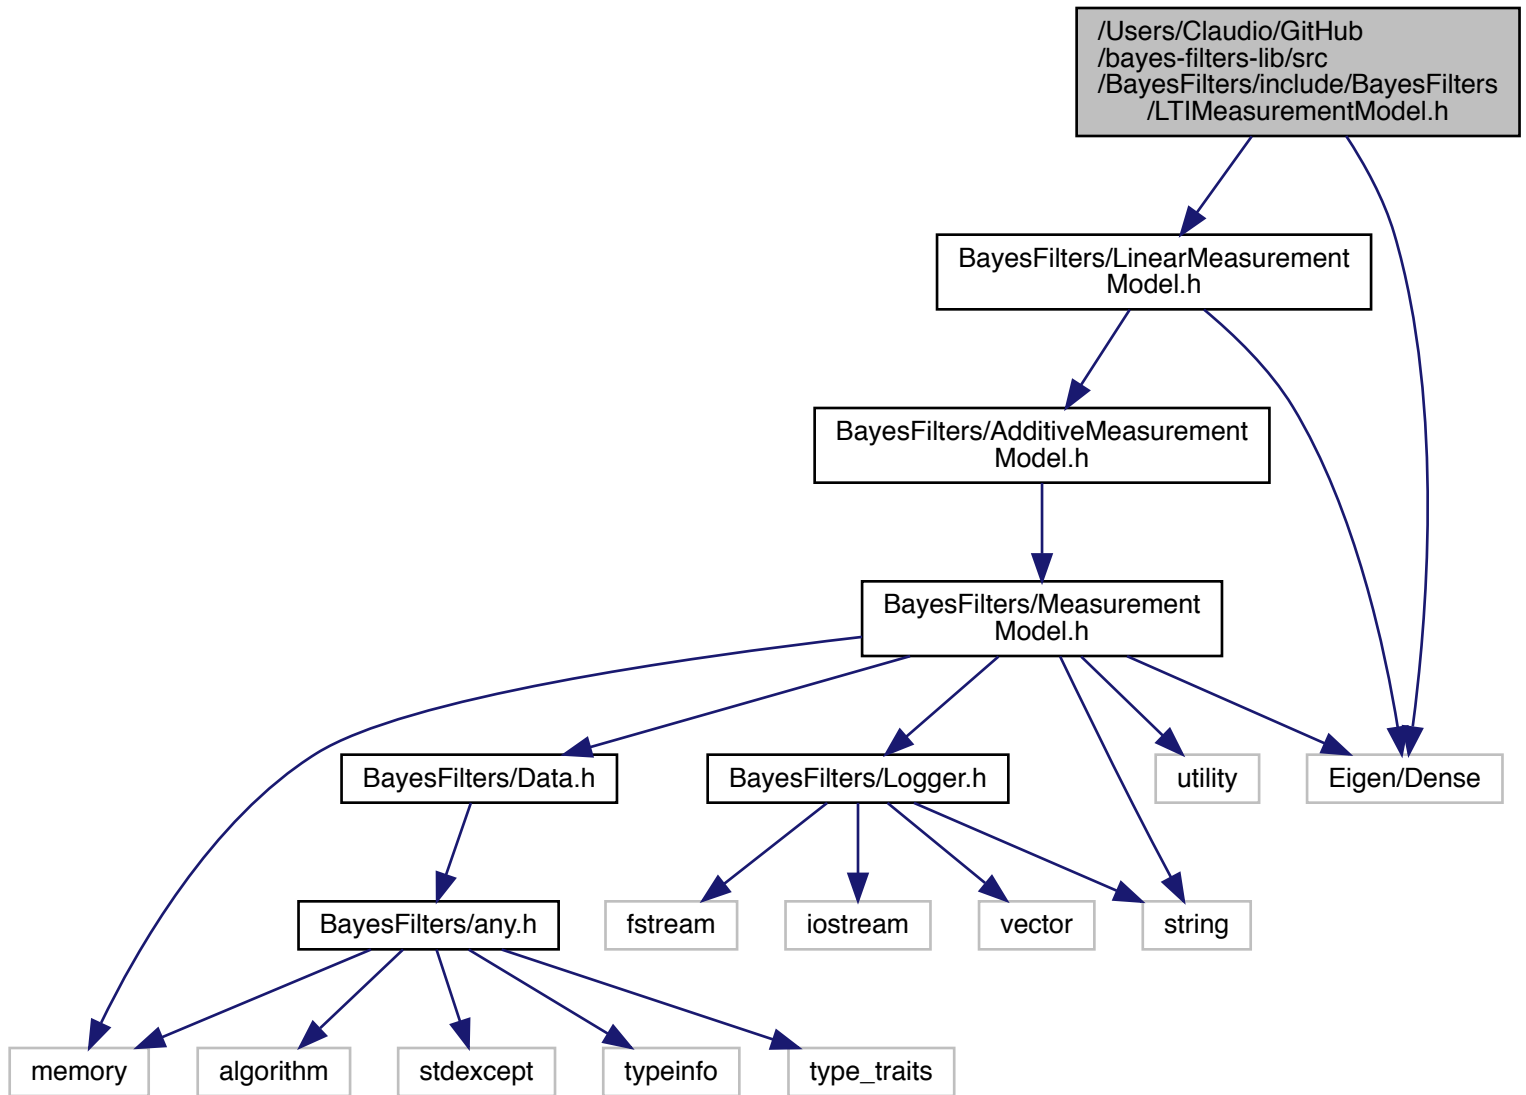 /Users/Claudio/GitHub
/bayes-filters-lib/src
/BayesFilters/include/BayesFilters
/LTIMeasurementModel.h
BayesFilters/LinearMeasurement
Model.h
BayesFilters/AdditiveMeasurement
Model.h
BayesFilters/Measurement
Model.h
BayesFilters/Data.h
BayesFilters/Logger.h
utility
Eigen/Dense
BayesFilters/any.h
fstream
iostream
vector
string
memory
algorithm
stdexcept
typeinfo
type_traits